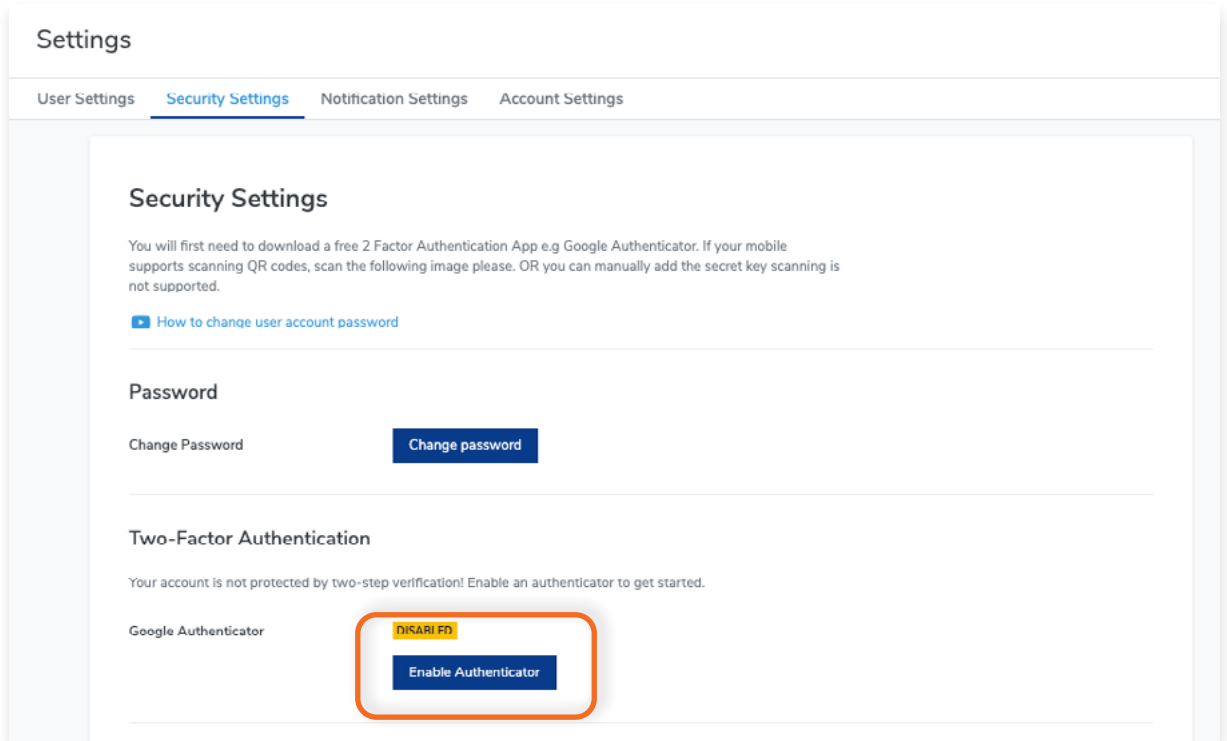 Settings
User Settings Security Settings Notification Settings Account Settings
Security Settings
You will first need to download a free 2 Factor Authentication App e.g Google Authenticator. If your mobile
supports scanning QR codes, scan the following image please. OR you can manually add the secret key scanning is
not supported.
How to change user account password
Password
Change Password Change password
Two-Factor Authentication
Your account is not protected by two-step verification! Enable an authenticator to get started.
Google Authenticator DISABLED
Enable Authenticator